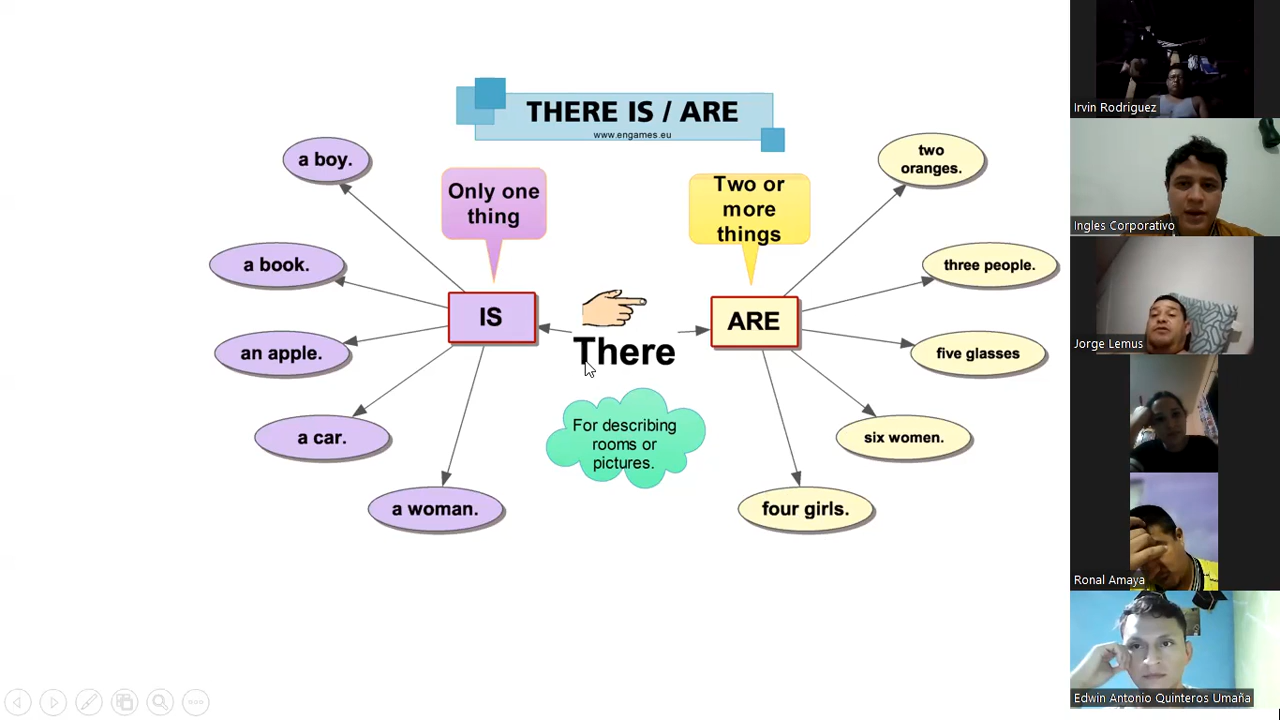 THERE IS / ARE
www.engames.eu
a boy.
Only one
thing
Two or
more
things
two
oranges.
a book.
three people.
IS
ARE
There
an apple.
five glasses
a car.
For describing
rooms or
pictures.
six women.
a woman.
four girls.
Irvin Rodriguez
Ingles Corporativo
Jorge Lemus
Ronal Amaya
Edwin Antonio Quinteros Umaña